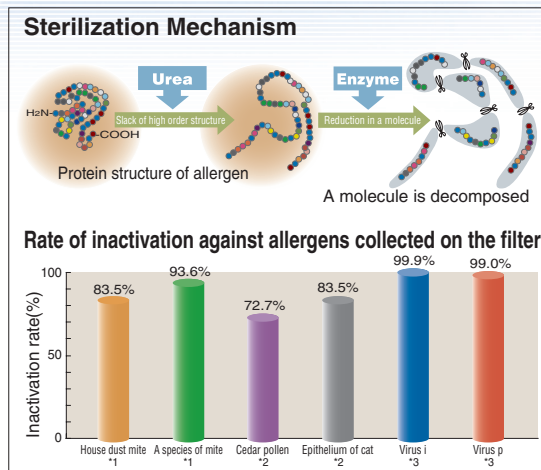 Sterilization Mechanism
Urea
Enzyme
H2N-
Slack of high order structure
Reduction in a molecule
-COOH
Protein structure of allergen
A molecule is decomposed
Rate of inactivation against allergens collected on the filter
Inactivation rate(%)
100
50
0
83.5%
93.6%
72.7%
83.5%
99.9%
99.0%
House dust mite
*1
A species of mite
*1
Cedar pollen
*2
Epithelium of cat
*2
Virus i
*3
Virus p
*3